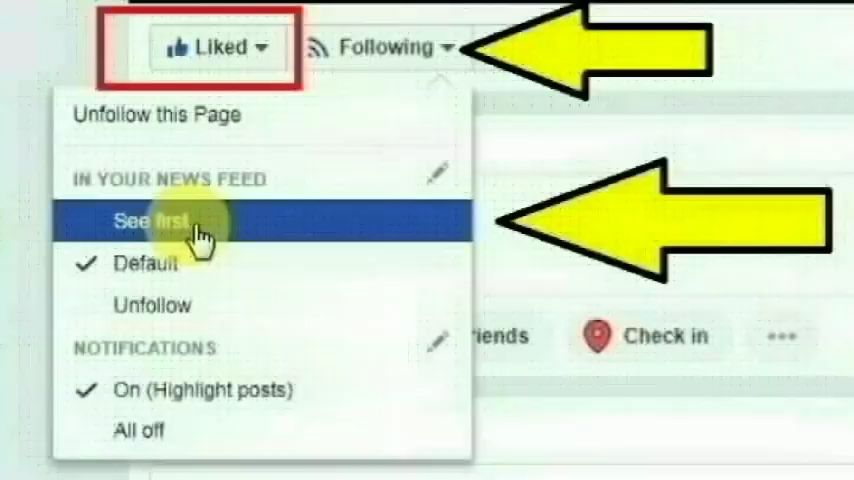 Liked Following
Unfollow this Page
IN YOUR NEWS FEED
See first
Default
Unfollow
riends Check in
NOTIFICATIONS
On (Highlight posts)
All off